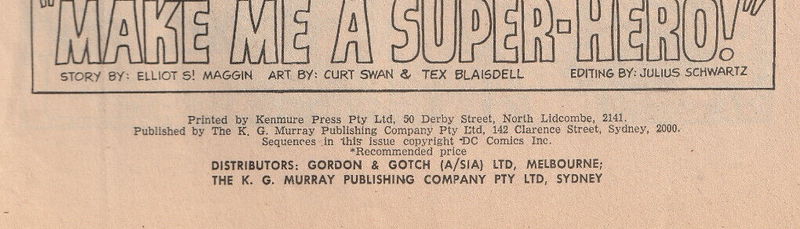 "MAKE ME A SUPER-HERO!"
STORY BY: ELLIOT S! MAGGIN ART BY: CURT SWAN & TEX BLAISDELL EDITING BY: JULIUS SCHWARTZ
Printed by Kenmure Press Pty Ltd, 50 Derby Street, North Lidcombe, 2141.
Published by The K. G. Murray Publishing Company Pty Ltd, 142 Clarence Street, Sydney, 2000.
Sequences in this issue copyright DC Comics Inc.
*Recommended price
DISTRIBUTORS: GORDON & GOTCH (A/SIA) LTD, MELBOURNE;
THE K. G. MURRAY PUBLISHING COMPANY PTY LTD, SYDNEY